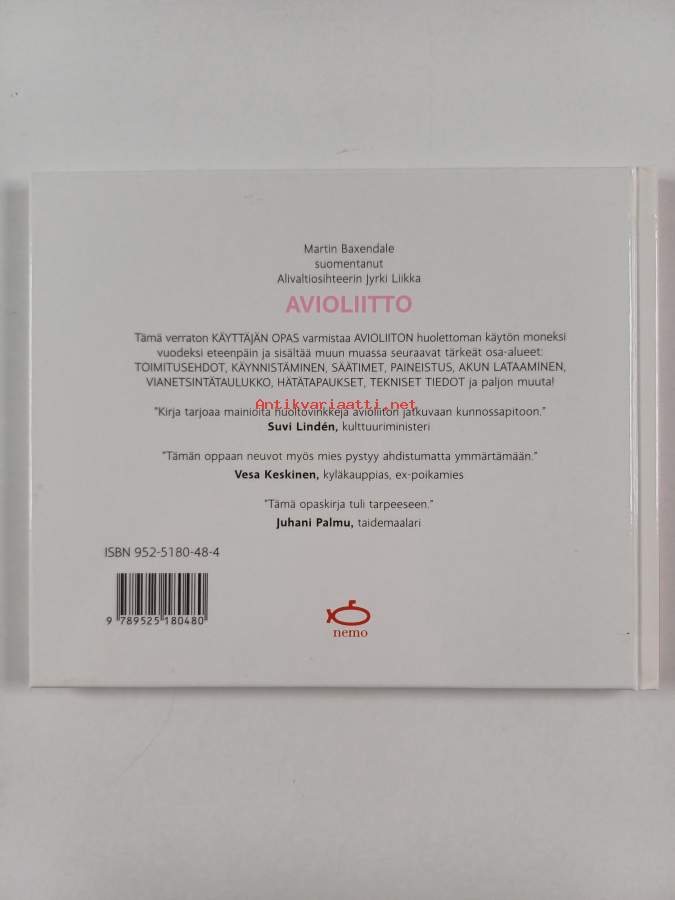 Martin Baxendale
suomentanut
Alivaltiosihteerin Jyrki Liikka
AVIOLIITTO
Tämä verraton KÄYTTÄJÄN OPAS varmistaa AVIOLIITON huolettoman käytön moneksi
vuodeksi eteenpäin ja sisältää muun muassa seuraavat tärkeät osa-alueet:
TOIMITUSEHDOT, KÄYNNISTÄMINEN, SÄÄTIMET, PAINEISTUS, AKUN LATAAMINEN,
VIANETSINTÄTAULUKKO, HÄTÄTAPAUKSET, TEKNISET TIEDOT ja paljon muuta!
Antikvariaatti.net
"Kirja tarjoaa mainioita huoltovinkkejä avioliiton jatkuvaan kunnossapitoon."
Suvi Lindén, kulttuuriministeri
"Tämän oppaan neuvot myös mies pystyy ahdistumatta ymmärtämään."
Vesa Keskinen, kyläkauppias, ex-poikamies
"Tämä opaskirja tuli tarpeeseen."
Juhani Palmu, taidemaalari
ISBN 952-5180-48-4
9 789525 180480
nemo